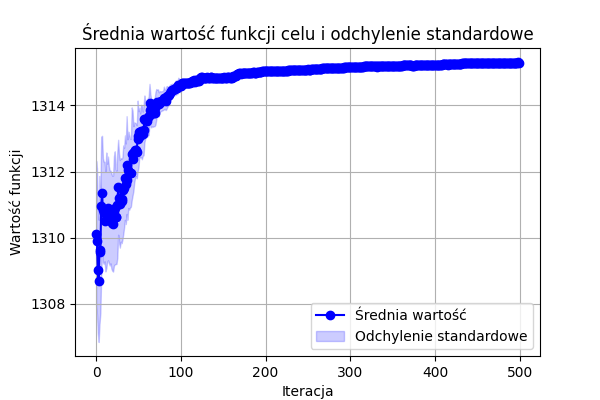 Średnia wartość funkcji celu i odchylenie standardowe
Wartość funkcji
1314
1312
1310
1308
Średnia wartość
Odchylenie standardowe
0 100 200 300 400 500
Iteracja